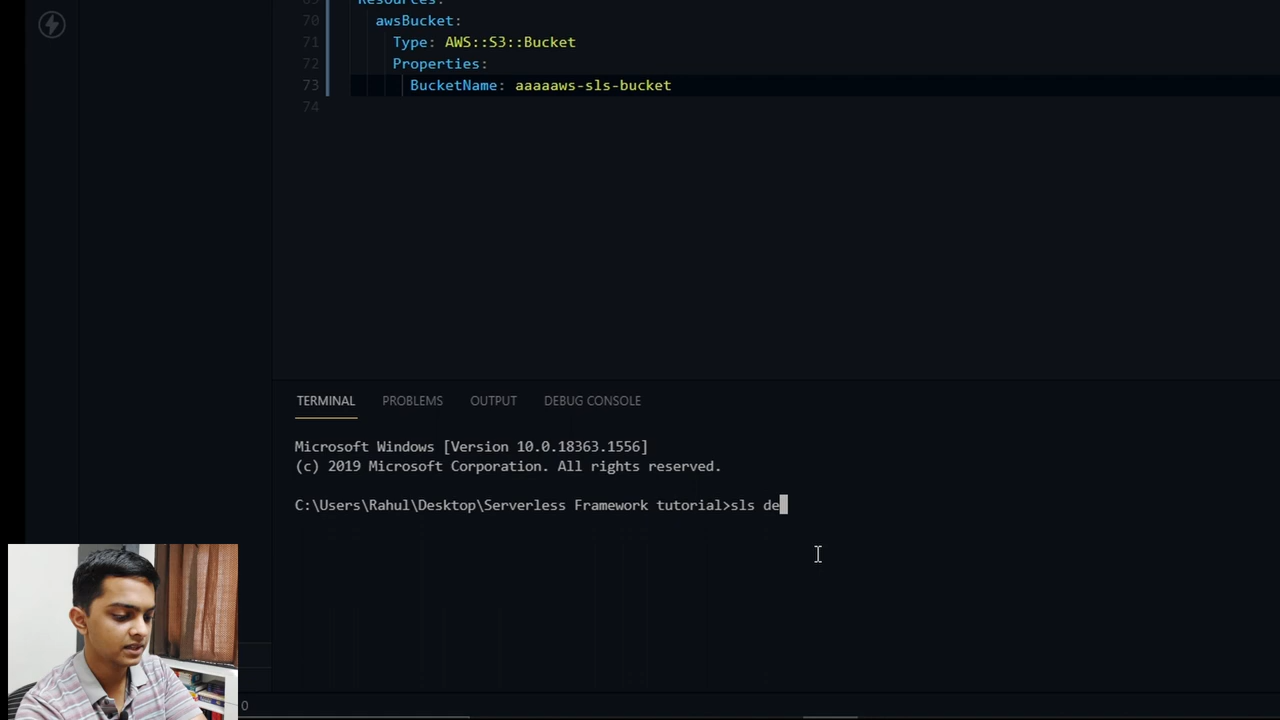 69 Resources:
70 awsBucket:
71 Type: AWS::S3::Bucket
72 Properties:
73 BucketName: aaaaaws-sls-bucket
74
TERMINAL PROBLEMS OUTPUT DEBUG CONSOLE
Microsoft Windows [Version 10.0.18363.1556]
(c) 2019 Microsoft Corporation. All rights reserved.
C:\Users\Rahul\Desktop\Serverless Framework tutorial>sls de
0